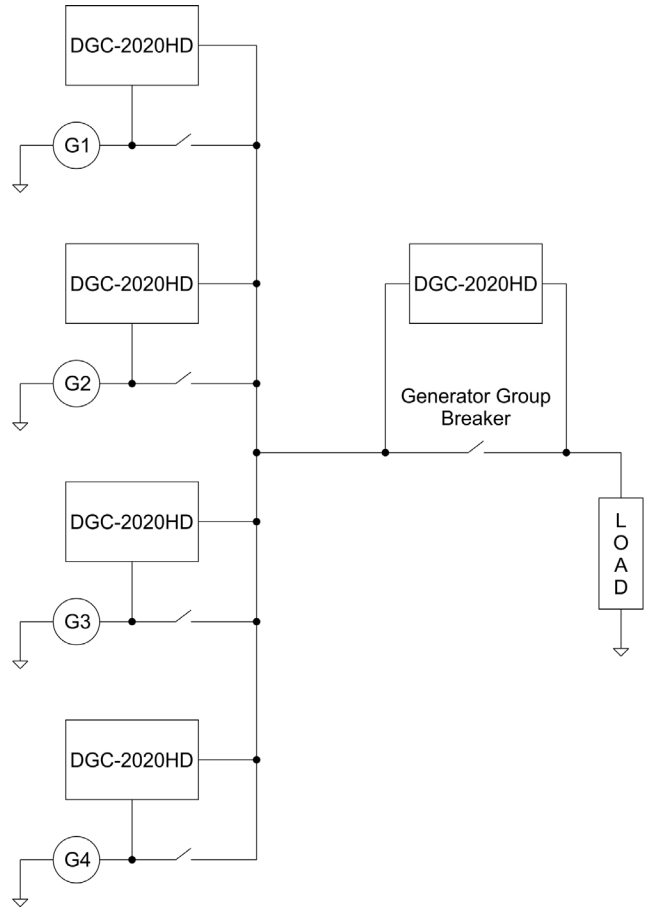 DGC-2020HD
G1
DGC-2020HD
G2
DGC-2020HD
G3
DGC-2020HD
G4
DGC-2020HD
Generator Group
Breaker
L
O
A
D